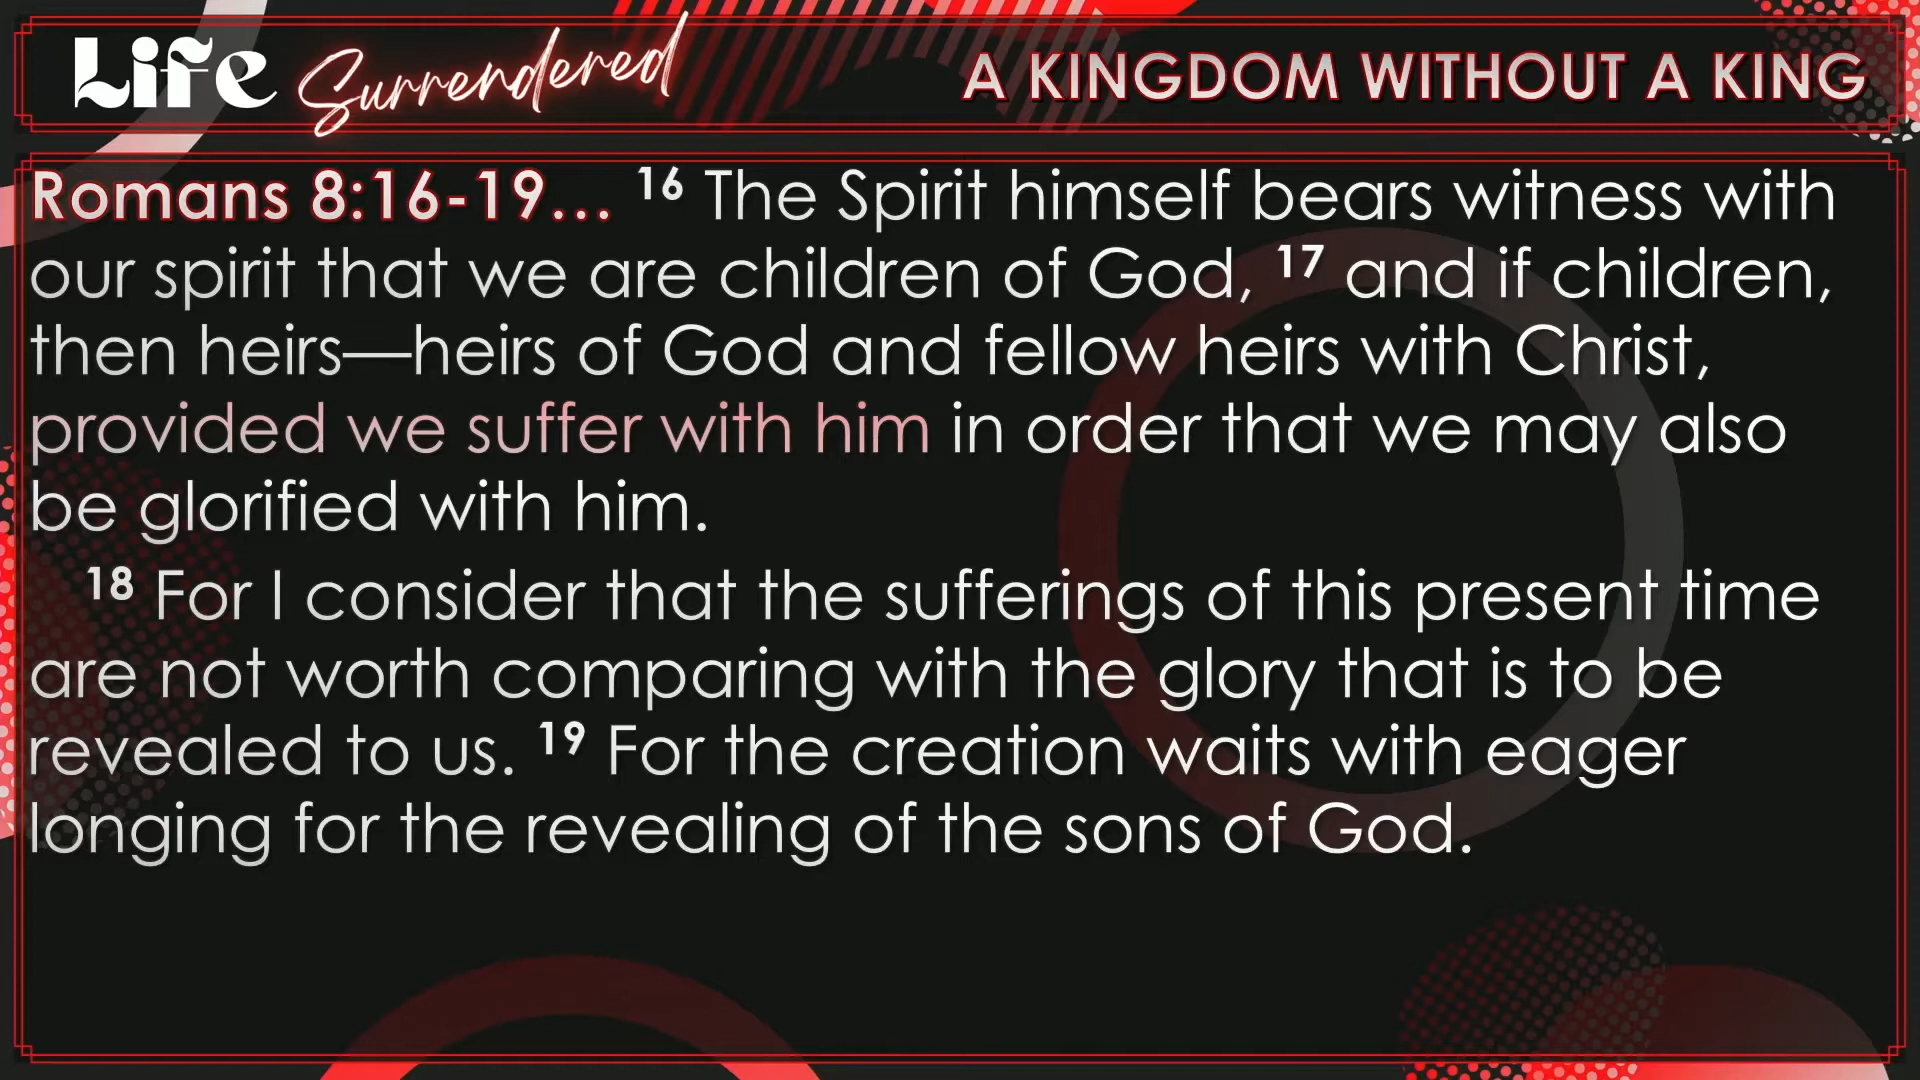 Life Surrendered
A KINGDOM WITHOUT A KING
Romans 8:16-19... 16 The Spirit himself bears witness with
our spirit that we are children of God, 17 and if children,
then heirs—heirs of God and fellow heirs with Christ,
provided we suffer with him in order that we may also
be glorified with him.
18 For I consider that the sufferings of this present time
are not worth comparing with the glory that is to be
revealed to us. 19 For the creation waits with eager
longing for the revealing of the sons of God.